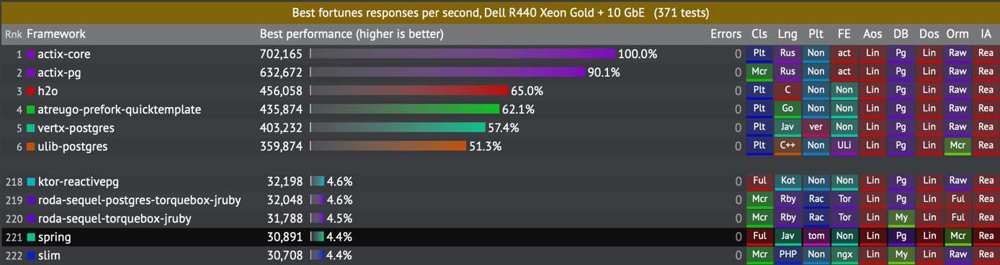 Best fortunes responses per second, Dell R440 Xeon Gold + 10 GbE (371 tests)
Rnk Framework Best performance (higher is better) Errors Cls Lng Plt FE Aos DB Dos Orm IA
1 actix-core 702,165 100.0% 0 Plt Rus Non act Lin Pg Lin Raw Rea
2 actix-pg 632,672 90.1% 0 Mcr Rus Non act Lin Pg Lin Raw Rea
3 h2o 456,058 65.0% 0 Plt C Non Non Lin Pg Lin Raw Rea
4 atreugo-prefork-quicktemplate 435,874 62.1% 0 Plt Go Non Non Lin Pg Lin Raw Rea
5 vertx-postgres 403,232 57.4% 0 Plt Jav ver Non Lin Pg Lin Raw Rea
6 ulib-postgres 359,874 51.3% 0 Plt C++ Non ULi Lin Pg Lin Mcr Rea
218 ktor-reactivepg 32,198 4.6% 0 Ful Kot Non Non Lin Pg Lin Raw Rea
219 roda-sequel-postgres-torquebox-jruby 32,048 4.6% 0 Mcr Rby Rac Tor Lin Pg Lin Ful Rea
220 roda-sequel-torquebox-jruby 31,788 4.5% 0 Mcr Rby Rac Tor Lin My Lin Ful Rea
221 spring 30,891 4.4% 0 Ful Jav tom Non Lin Pg Lin Mcr Rea
222 slim 30,708 4.4% 0 Mcr PHP Non ngx Lin My Lin Raw Rea